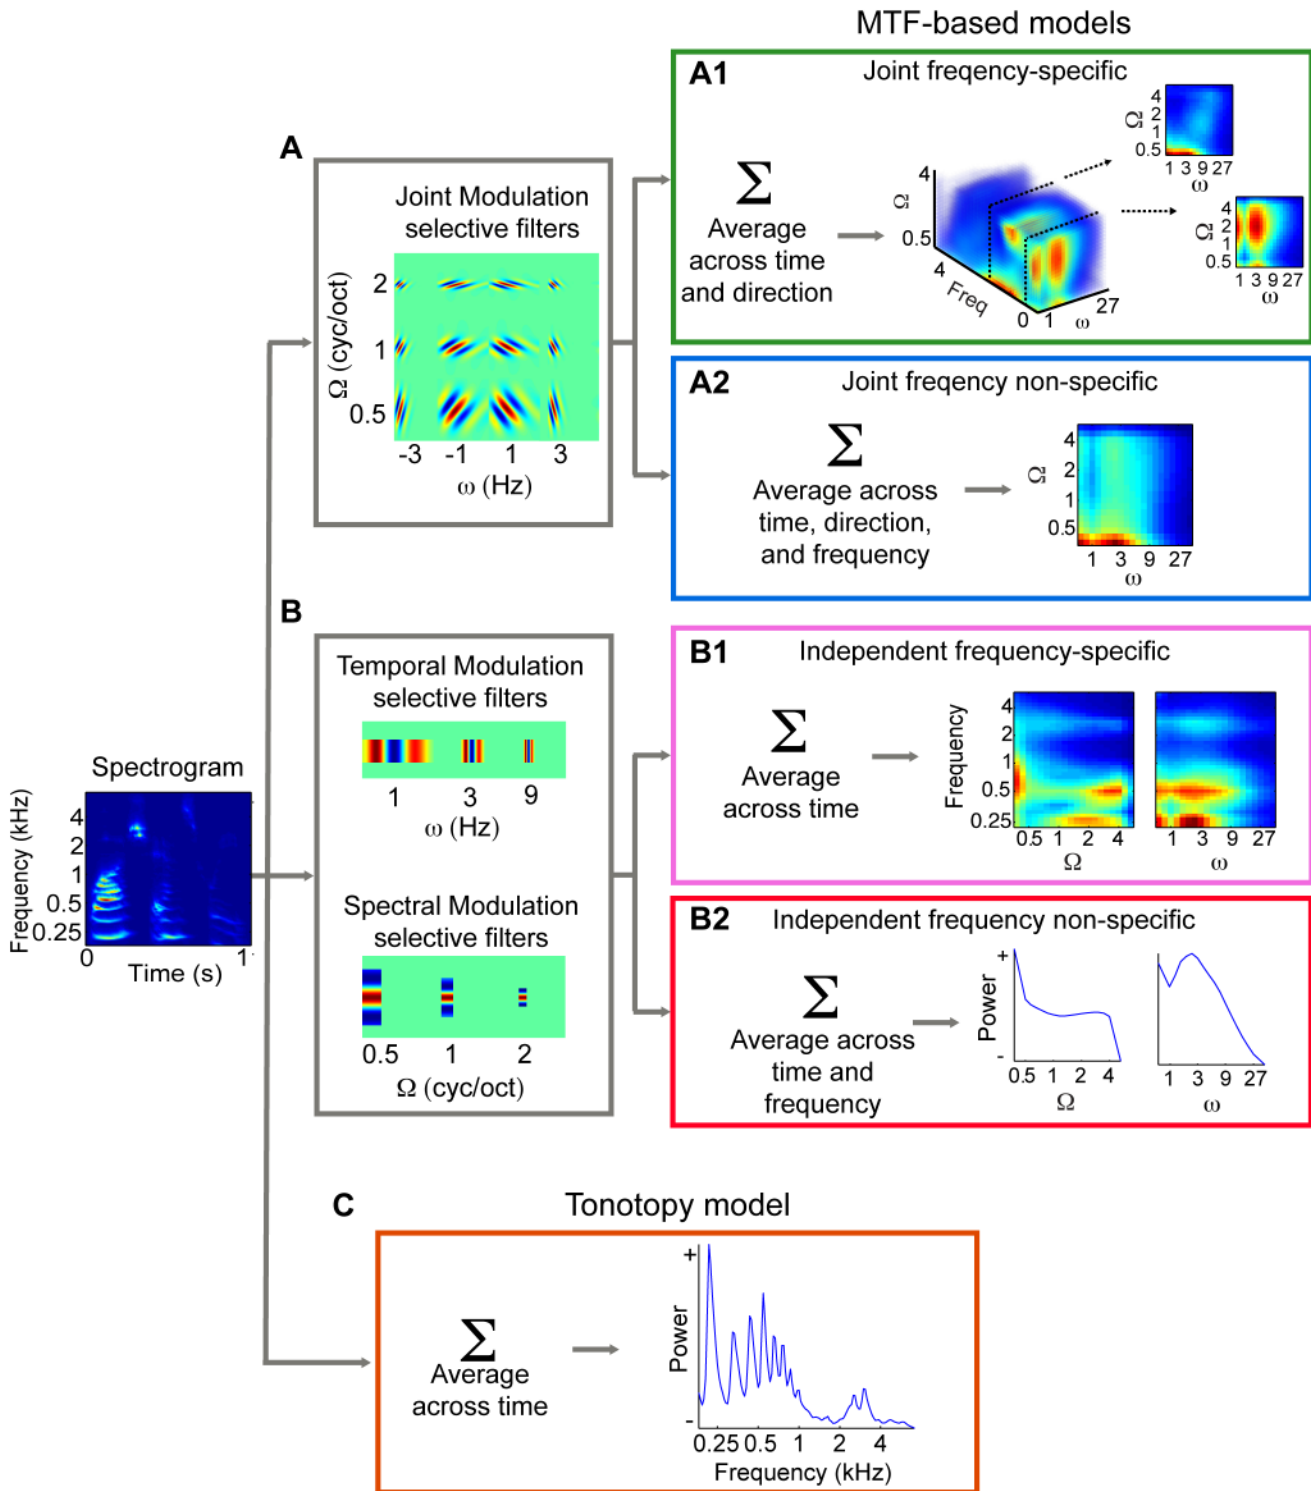 MTF-based models
A1
Joint freqency-specific
Σ
Average
across time
and direction
4
Ω
0.5
4
Freq
0
1
ω
27
4
2
1
0.5
Ω
1 3 9 27
ω
4
2
1
0.5
Ω
1 3 9 27
ω
A
Joint Modulation
selective filters
2
1
0.5
Ω (cyc/oct)
-3 -1 1 3
ω (Hz)
A2
Joint freqency non-specific
Σ
Average across
time, direction,
and frequency
4
2
1
0.5
Ω
1 3 9 27
ω
B
Temporal Modulation
selective filters
1 3 9
ω (Hz)
Spectral Modulation
selective filters
0.5 1 2
Ω (cyc/oct)
B1
Independent frequency-specific
Σ
Average
across time
Frequency
4
2
1
0.5
0.25
0.5 1 2 4
Ω
1 3 9 27
ω
Spectrogram
Frequency (kHz)
4
2
1
0.5
0.25
0 1
Time (s)
B2
Independent frequency non-specific
Σ
Average across
time and
frequency
+
Power
-
0.5 1 2 4
Ω
1 3 9 27
ω
C
Tonotopy model
Σ
Average
across time
+
Power
-
0.25 0.5 1 2 4
Frequency (kHz)